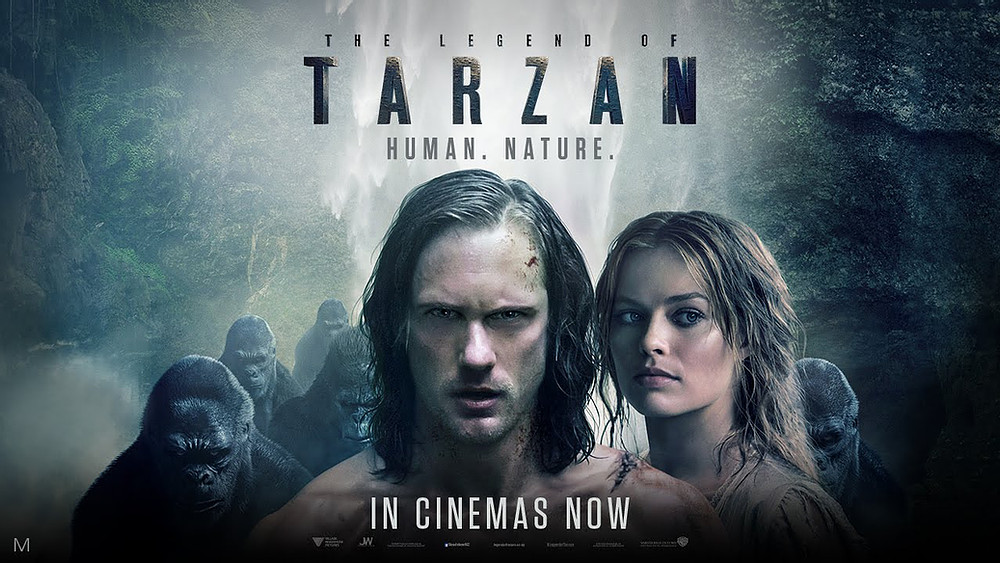 THE LEGEND OF
TARZAN
HUMAN. NATURE.
IN CINEMAS NOW
M